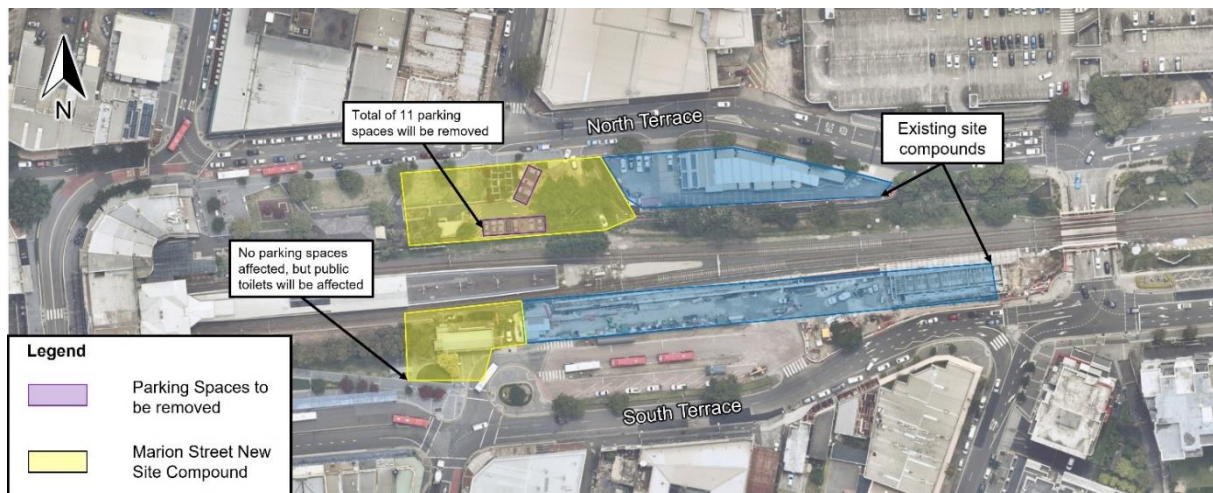 N
Total of 11 parking
spaces will be removed
North Terrace
Existing site
compounds
No parking spaces
affected, but public
toilets will be affected
South Terrace
Legend
Parking Spaces to
be removed
Marion Street New
Site Compound